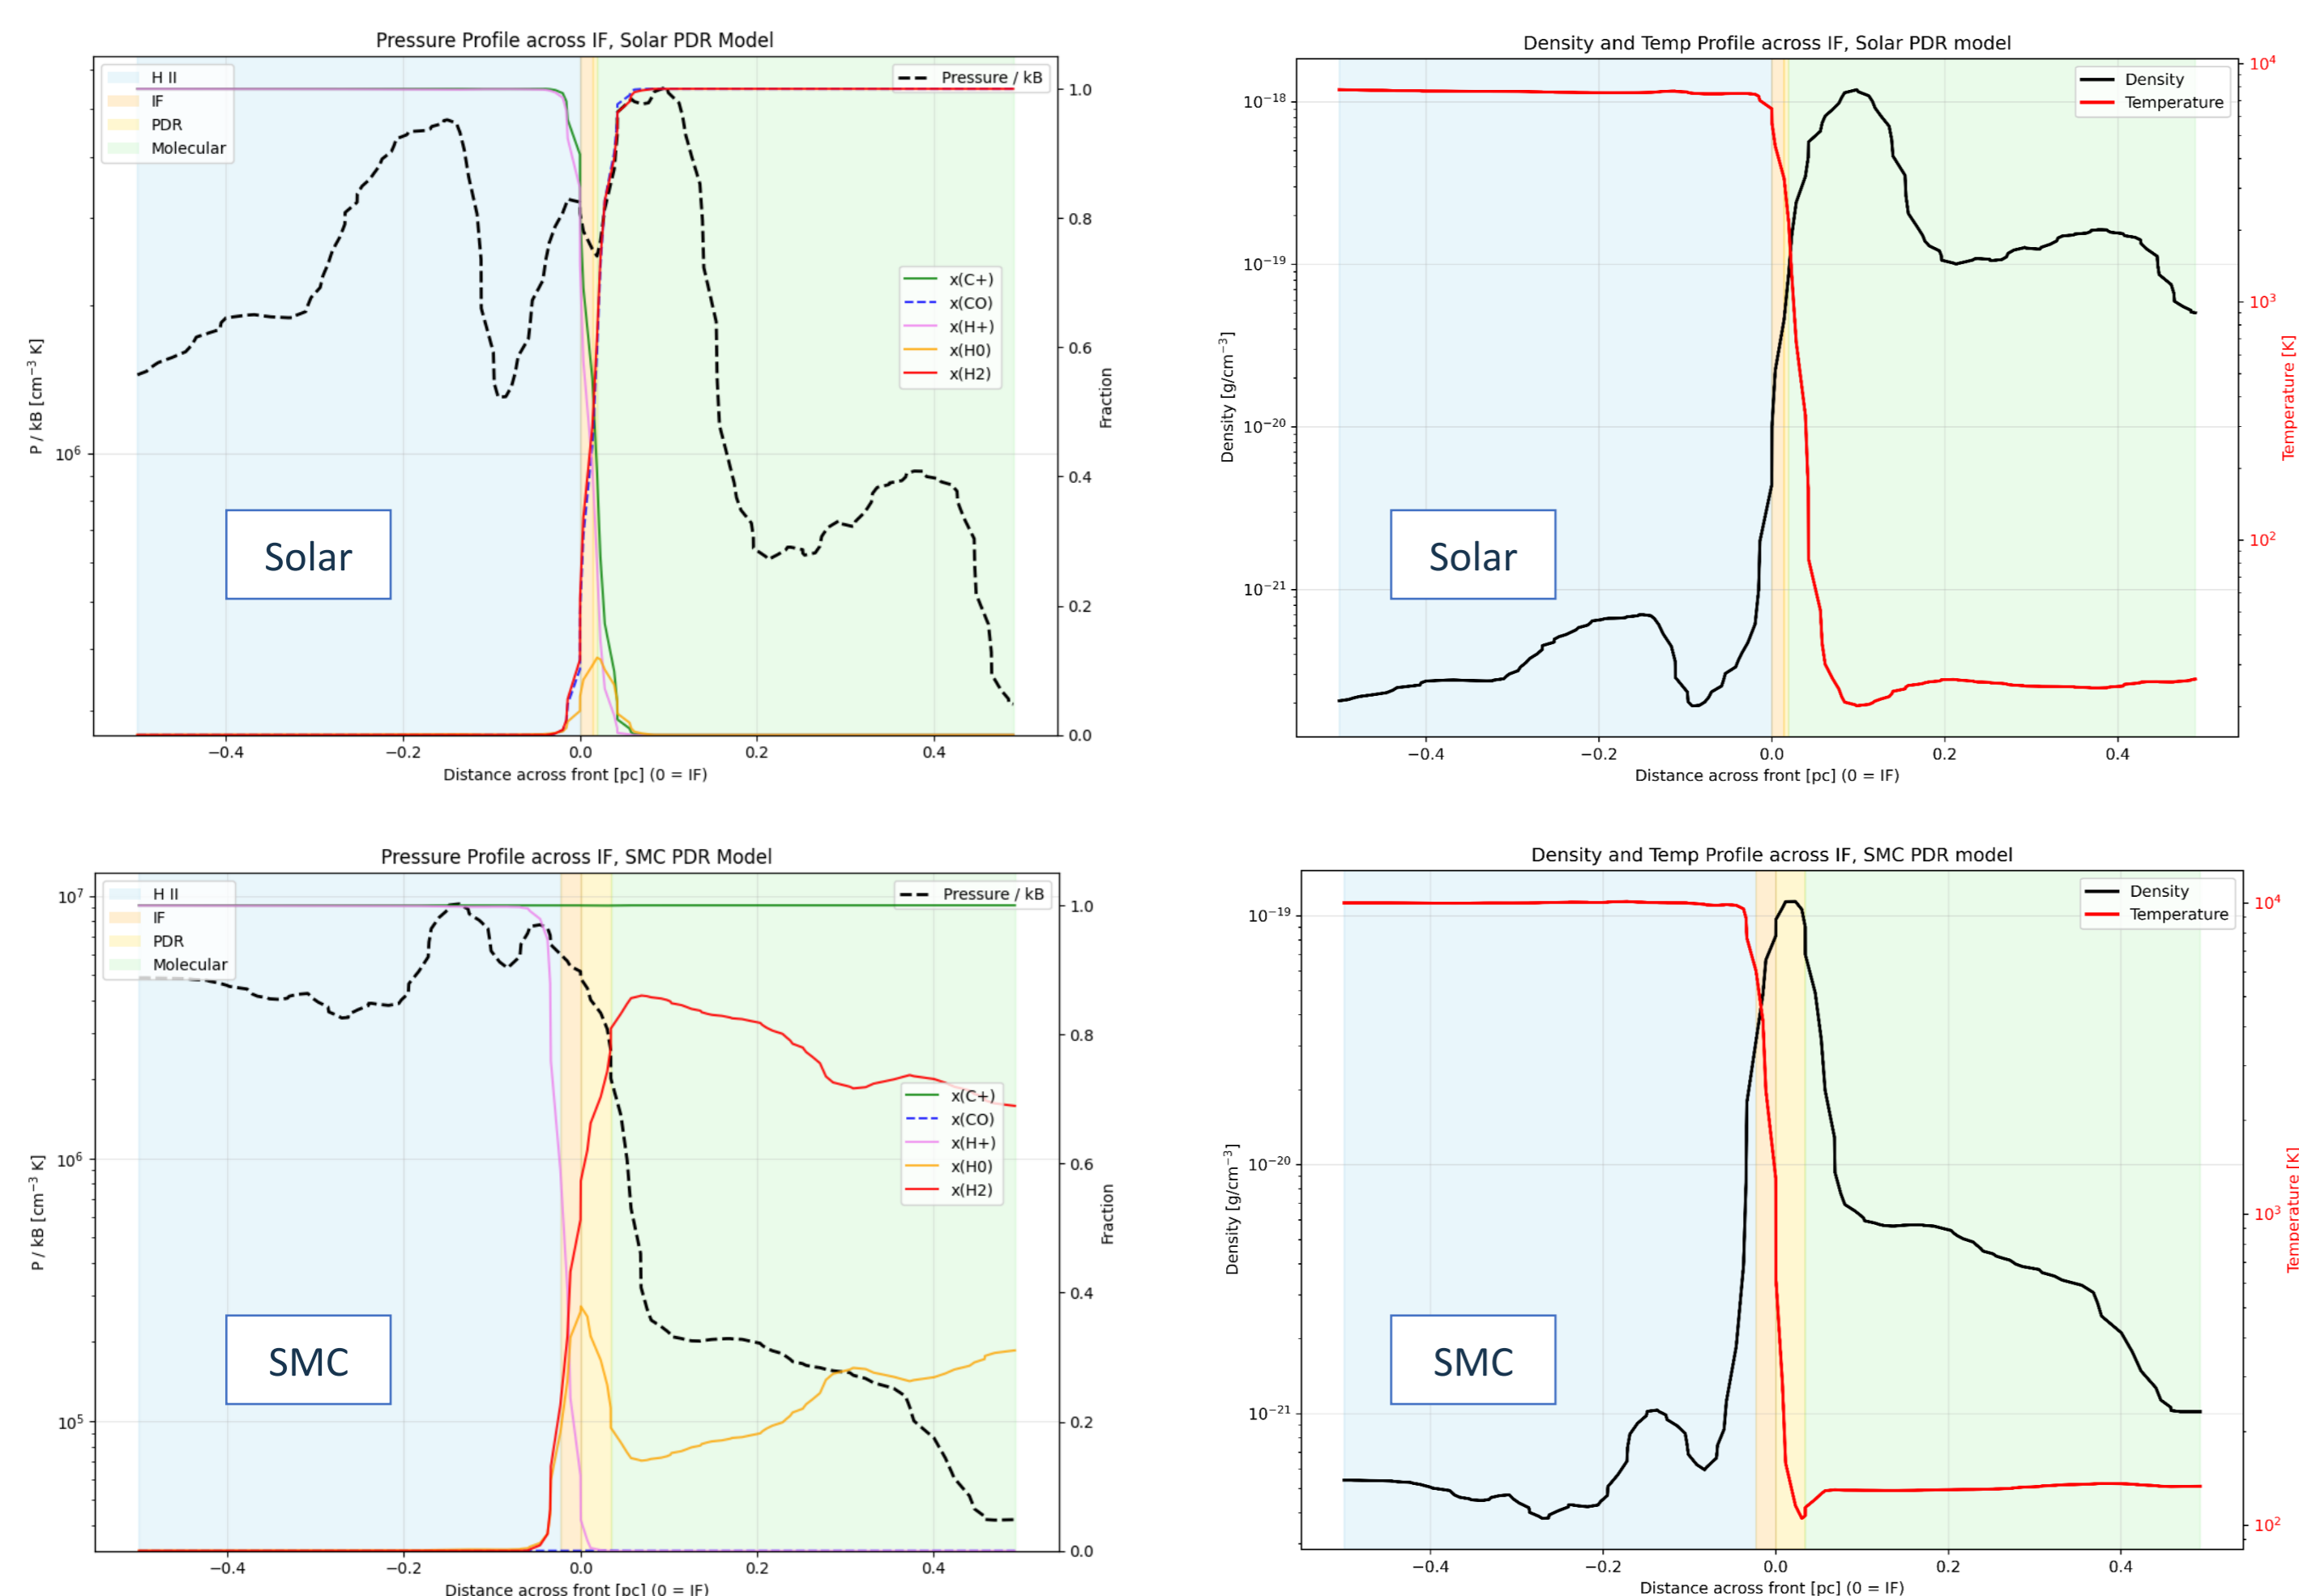 Pressure Profile across IF, Solar PDR Model
H II
IF
PDR
Molecular
Pressure / kB
x(C+)
x(CO)
x(H+)
x(H0)
x(H2)
Solar
P / kB [cm⁻³ K]
10⁶
1.0
0.8
0.6
0.4
0.2
0.0
Fraction
−0.4 −0.2 0.0 0.2 0.4
Distance across front [pc] (0 = IF)
Density and Temp Profile across IF, Solar PDR model
Density
Temperature
Solar
Density [g/cm⁻³]
10⁻¹⁸
10⁻¹⁹
10⁻²⁰
10⁻²¹
10⁴
10³
10²
Temperature [K]
−0.4 −0.2 0.0 0.2 0.4
Distance across front [pc] (0 = IF)
Pressure Profile across IF, SMC PDR Model
H II
IF
PDR
Molecular
Pressure / kB
x(C+)
x(CO)
x(H+)
x(H0)
x(H2)
SMC
P / kB [cm⁻³ K]
10⁷
10⁶
10⁵
1.0
0.8
0.6
0.4
0.2
0.0
Fraction
−0.4 −0.2 0.0 0.2 0.4
Distance across front [pc] (0 = IF)
Density and Temp Profile across IF, SMC PDR model
Density
Temperature
SMC
Density [g/cm⁻³]
10⁻¹⁹
10⁻²⁰
10⁻²¹
10⁴
10³
10²
Temperature [K]
−0.4 −0.2 0.0 0.2 0.4
Distance across front [pc] (0 = IF)